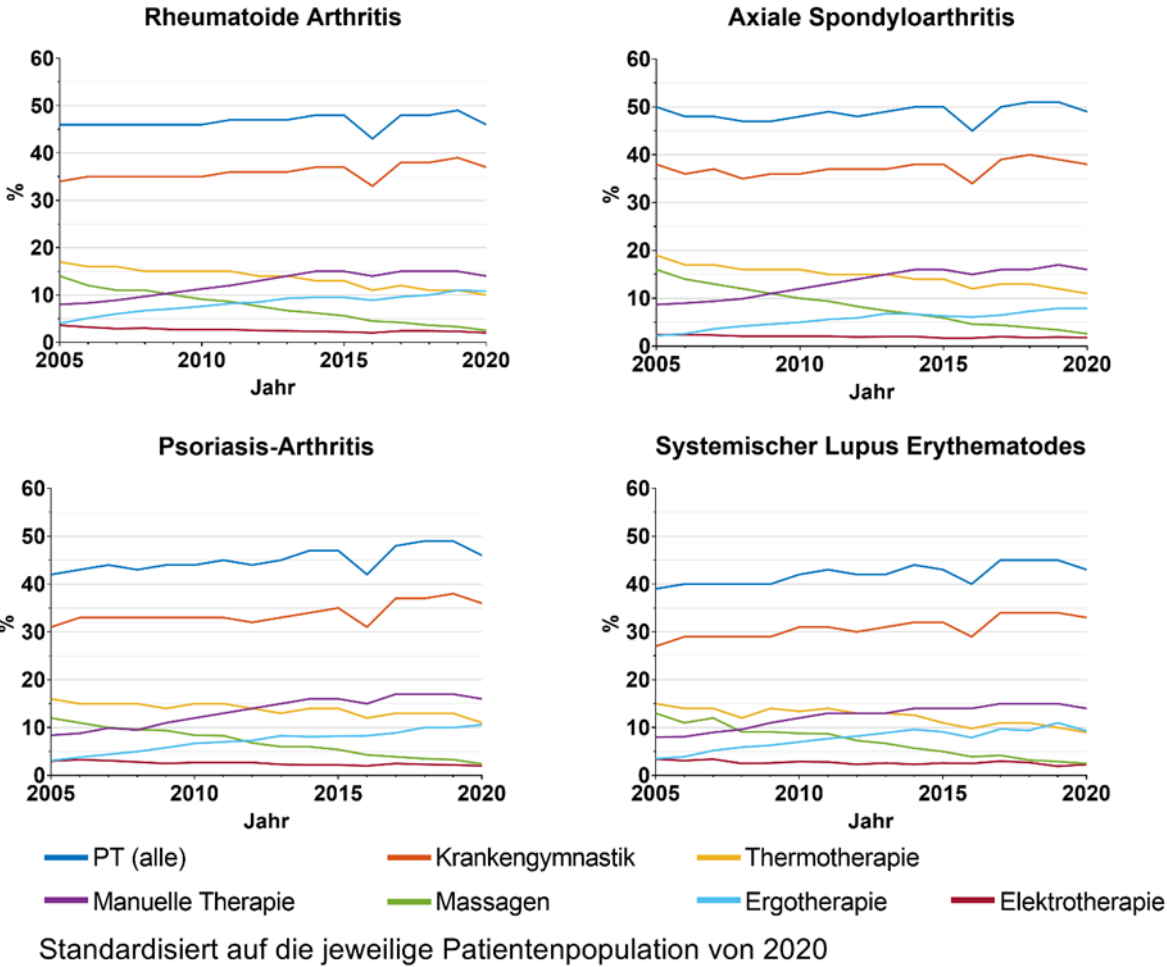 Rheumatoide Arthritis
60
50
40
30
20
10
0
%
2005 2010 2015 2020
Jahr
Axiale Spondyloarthritis
60
50
40
30
20
10
0
%
2005 2010 2015 2020
Jahr
Psoriasis-Arthritis
60
50
40
30
20
10
0
%
2005 2010 2015 2020
Jahr
Systemischer Lupus Erythematodes
60
50
40
30
20
10
0
%
2005 2010 2015 2020
Jahr
PT (alle) Krankengymnastik Thermotherapie
Manuelle Therapie Massagen Ergotherapie Elektrotherapie
Standardisiert auf die jeweilige Patientenpopulation von 2020